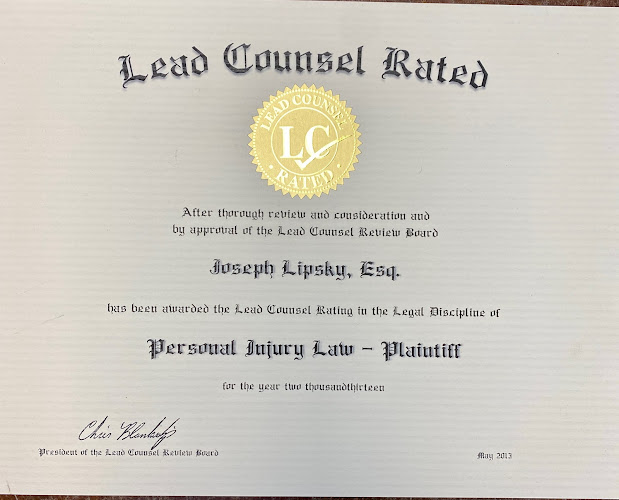 Lead Counsel Rated
LEAD COUNSEL
LC
RATED
After thorough review and consideration and
by approval of the Lead Counsel Review Board
Joseph Lipsky, Esq.
has been awarded the Lead Counsel Rating in the Legal Discipline of
Personal Injury Law – Plaintiff
for the year two thousandthirteen
Chris
President of the Lead Counsel Review Board
May 2013